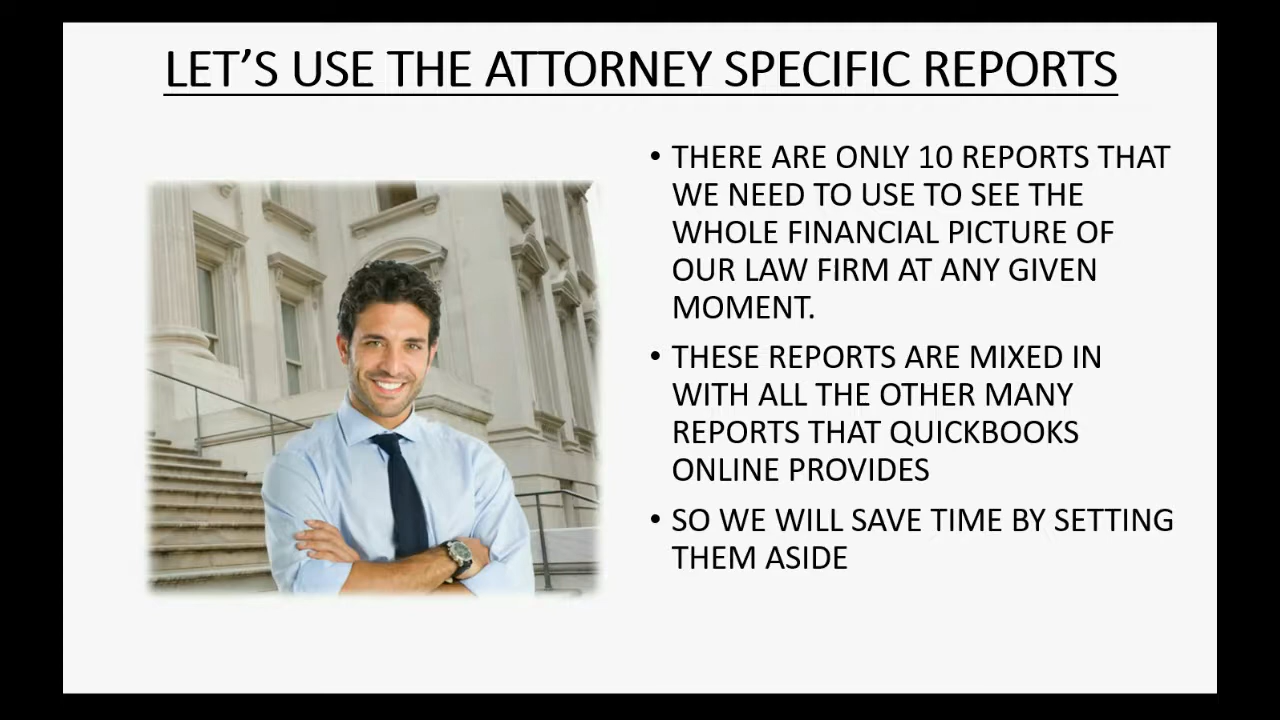 LET’S USE THE ATTORNEY SPECIFIC REPORTS
• THERE ARE ONLY 10 REPORTS THAT
WE NEED TO USE TO SEE THE
WHOLE FINANCIAL PICTURE OF
OUR LAW FIRM AT ANY GIVEN
MOMENT.
• THESE REPORTS ARE MIXED IN
WITH ALL THE OTHER MANY
REPORTS THAT QUICKBOOKS
ONLINE PROVIDES
• SO WE WILL SAVE TIME BY SETTING
THEM ASIDE